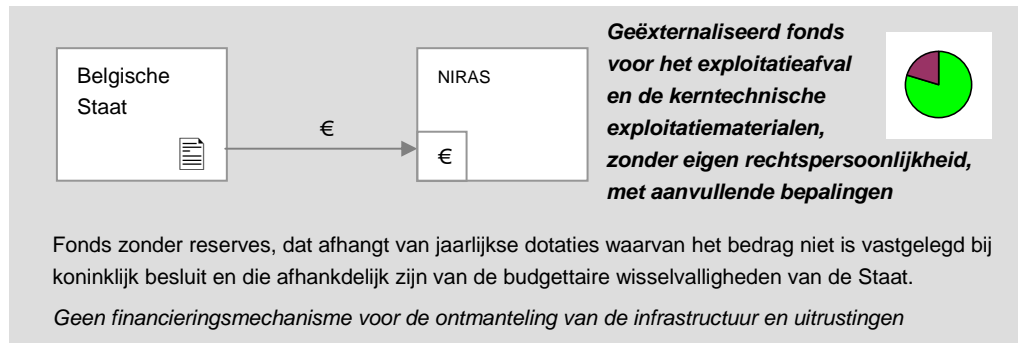 Belgische
Staat
€
NIRAS
€
Geëxternaliseerd fonds
voor het exploitatieafval
en de kerntechnische
exploitatiematerialen,
zonder eigen rechtspersoonlijkheid,
met aanvullende bepalingen
Fonds zonder reserves, dat afhangt van jaarlijkse dotaties waarvan het bedrag niet is vastgelegd bij
koninklijk besluit en die afhankdelijk zijn van de budgettaire wisselvalligheden van de Staat.
Geen financieringsmechanisme voor de ontmanteling van de infrastructuur en uitrustingen